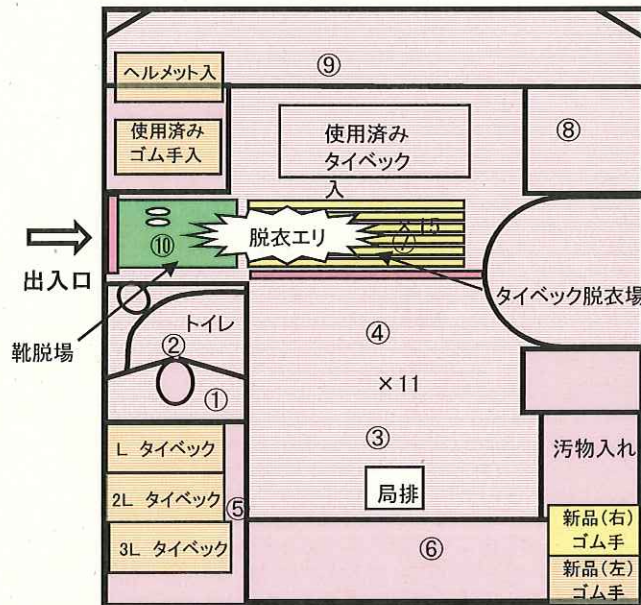 ⑨
ヘルメット入
使用済み
ゴム手入
使用済み
タイベック
入
⑧
×15
⑦
脱衣エリ
⑩
出入口
タイベック脱衣場
靴脱場
トイレ
②
①
④
×11
③
局排
L タイベック
2L タイベック
3L タイベック
⑤
⑥
汚物入れ
新品(右)
ゴム手
新品(左)
ゴム手